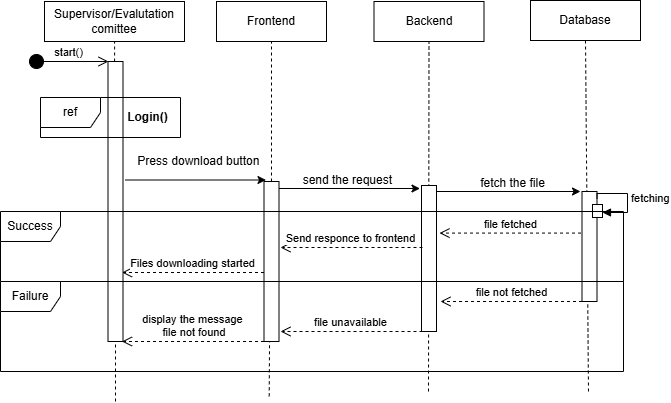 Supervisor/Evalutation
comittee
Frontend
Backend
Database
start()
ref
Login()
Press download button
send the request
fetch the file
fetching
Success
file fetched
Send responce to frontend
Files downloading started
Failure
file not fetched
display the message
file not found
file unavailable